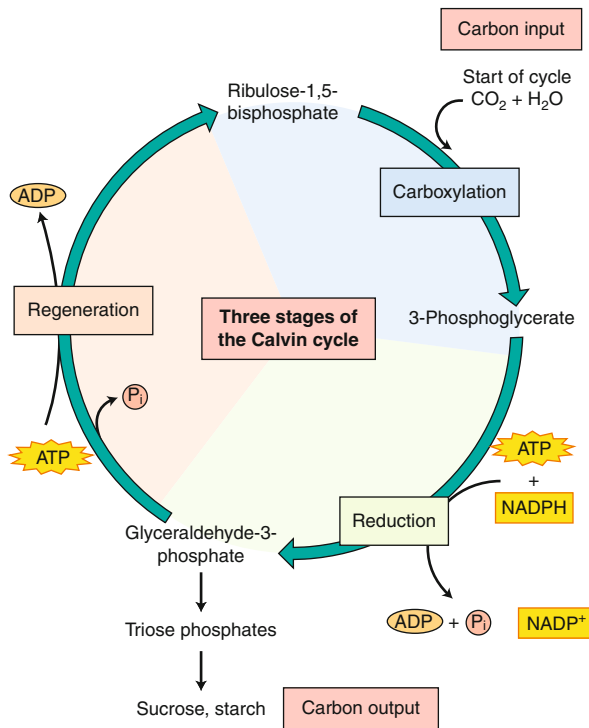 Carbon input
Start of cycle
CO₂ + H₂O
Ribulose-1,5-
bisphosphate
Carboxylation
ADP
Regeneration
Three stages of
the Calvin cycle
3-Phosphoglycerate
Pi
ATP
ATP
+
NADPH
Reduction
Glyceraldehyde-3-
phosphate
ADP + Pi NADP⁺
Triose phosphates
Sucrose, starch
Carbon output